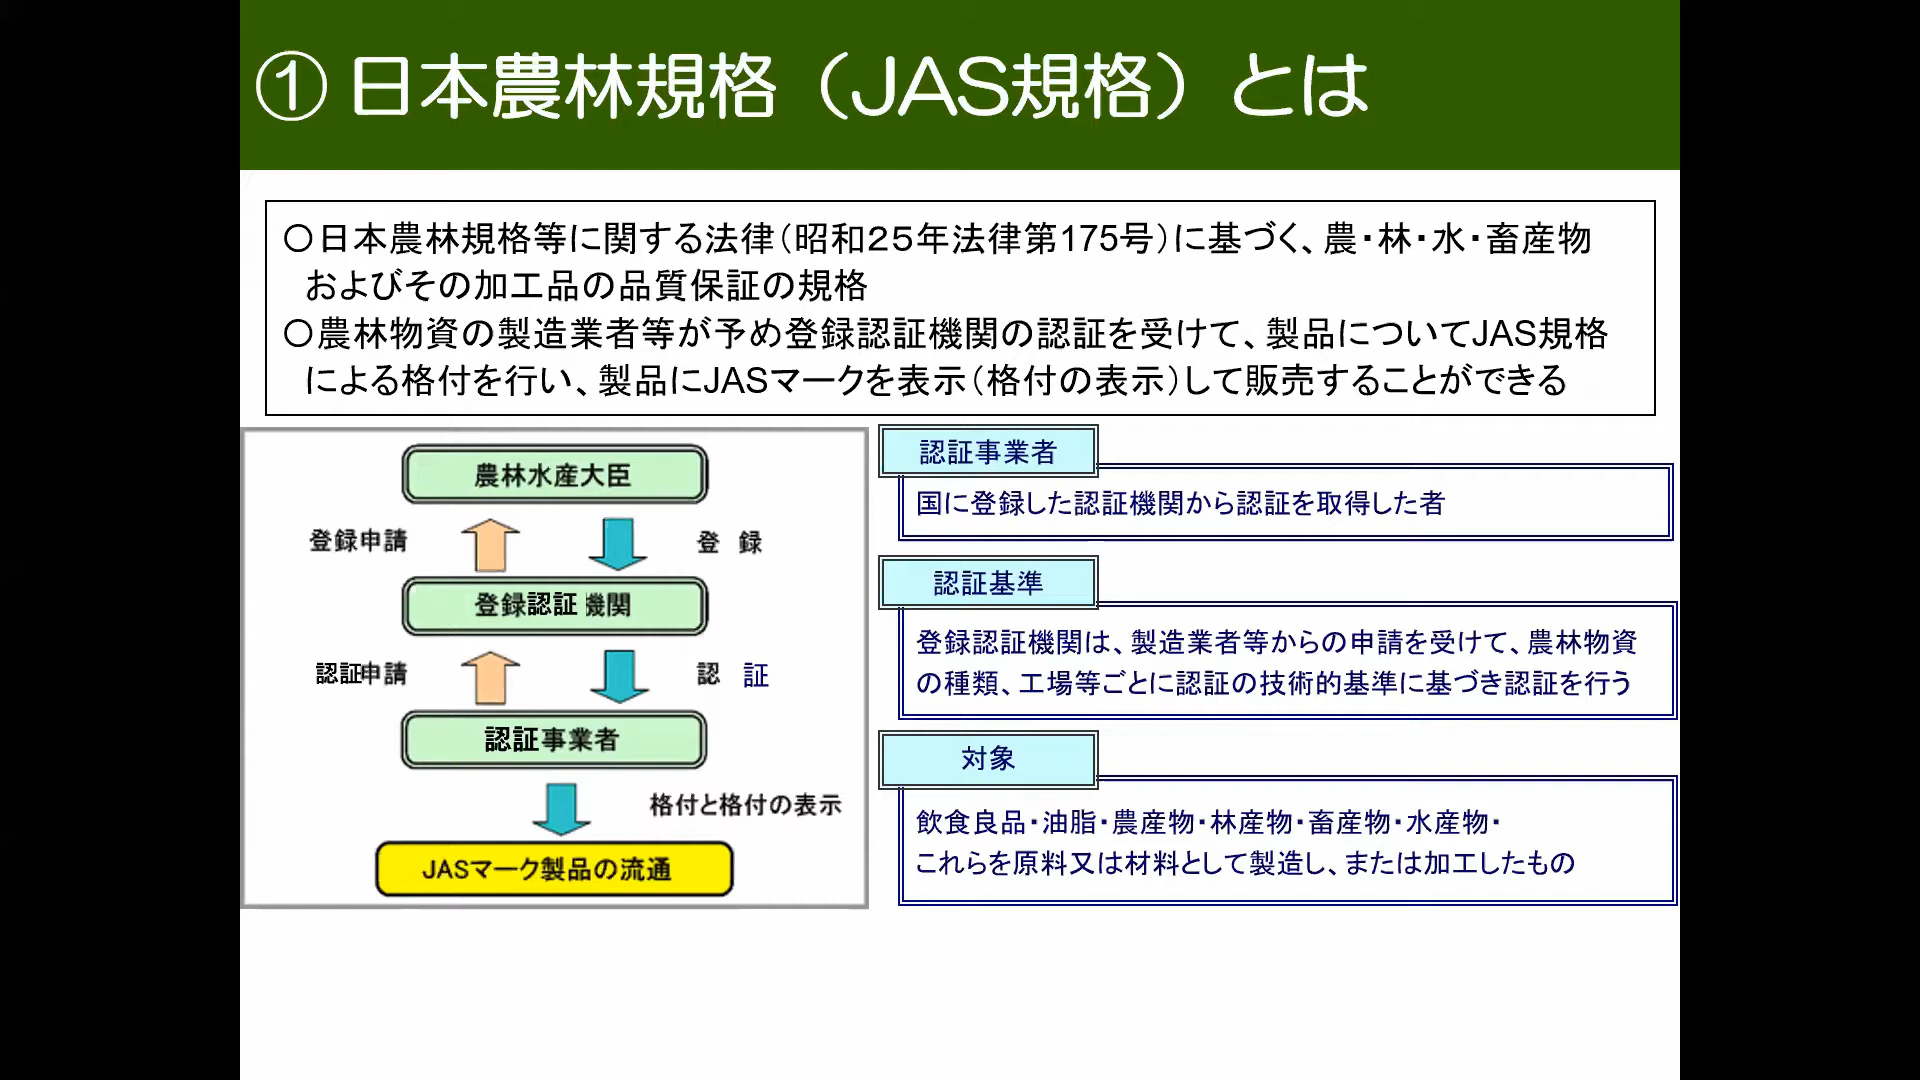 ① 日本農林規格（JAS規格）とは
○日本農林規格等に関する法律（昭和２５年法律第175号）に基づく、農・林・水・畜産物
およびその加工品の品質保証の規格
○農林物資の製造業者等が予め登録認証機関の認証を受けて、製品についてJAS規格
による格付を行い、製品にJASマークを表示（格付の表示）して販売することができる
農林水産大臣
登録申請
登 録
登録認証 機関
認証申請
認 証
認証事業者
格付と格付の表示
JASマーク製品の流通
認証事業者
国に登録した認証機関から認証を取得した者
認証基準
登録認証機関は、製造業者等からの申請を受けて、農林物資
の種類、工場等ごとに認証の技術的基準に基づき認証を行う
対象
飲食良品・油脂・農産物・林産物・畜産物・水産物・
これらを原料又は材料として製造し、または加工したもの